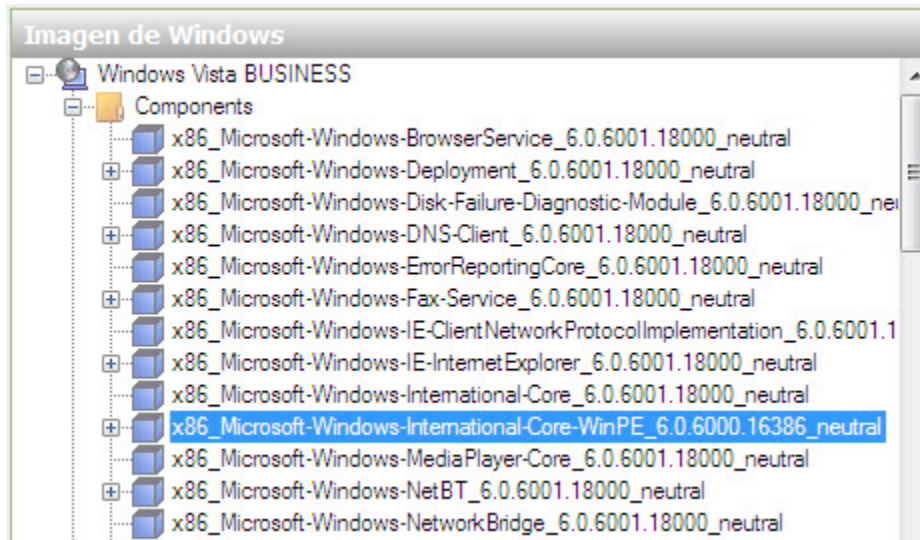 Imagen de Windows
Windows Vista BUSINESS
Components
x86_Microsoft-Windows-BrowserService_6.0.6001.18000_neutral
x86_Microsoft-Windows-Deployment_6.0.6001.18000_neutral
x86_Microsoft-Windows-Disk-Failure-Diagnostic-Module_6.0.6001.18000_neu
x86_Microsoft-Windows-DNS-Client_6.0.6001.18000_neutral
x86_Microsoft-Windows-ErrorReportingCore_6.0.6001.18000_neutral
x86_Microsoft-Windows-Fax-Service_6.0.6001.18000_neutral
x86_Microsoft-Windows-IE-ClientNetworkProtocolImplementation_6.0.6001.1
x86_Microsoft-Windows-IE-InternetExplorer_6.0.6001.18000_neutral
x86_Microsoft-Windows-International-Core_6.0.6001.18000_neutral
x86_Microsoft-Windows-International-Core-WinPE_6.0.6000.16386_neutral
x86_Microsoft-Windows-MediaPlayer-Core_6.0.6001.18000_neutral
x86_Microsoft-Windows-NetBT_6.0.6001.18000_neutral
x86_Microsoft-Windows-NetworkBridge_6.0.6001.18000_neutral